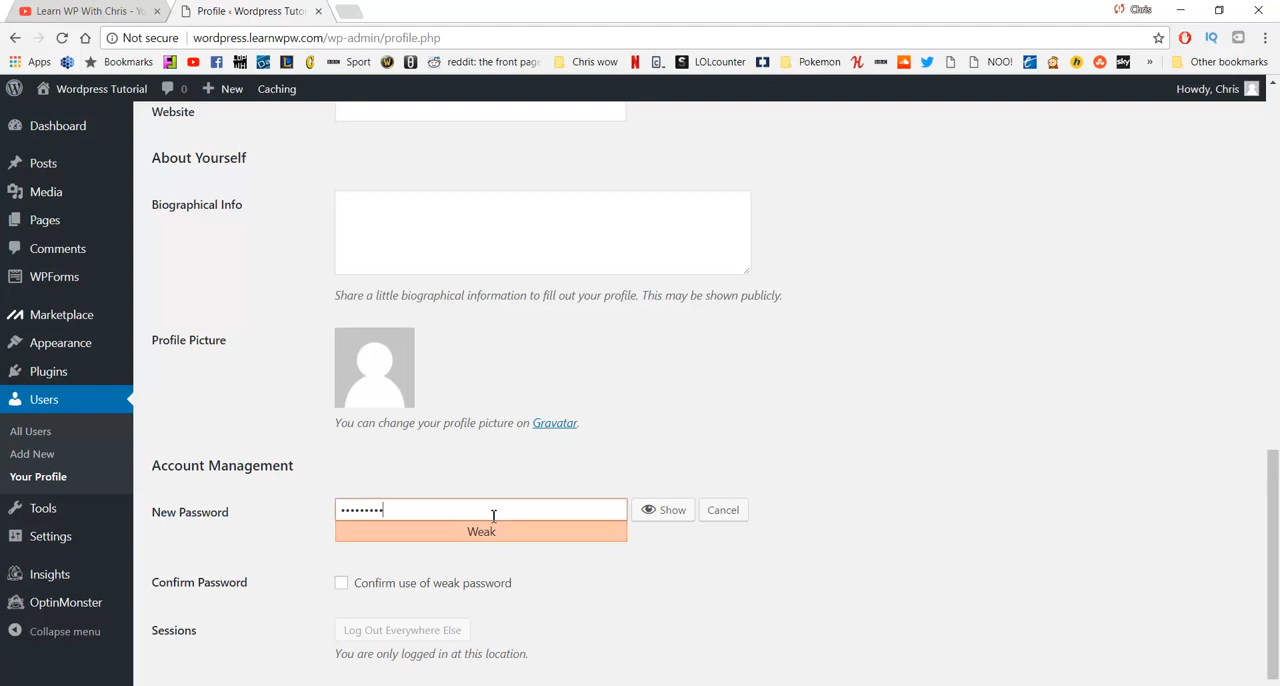 Learn WP With Chris - Yo
Profile ‹ Wordpress Tuto
Chris
Not secure
wordpress.learnwpw.com/wp-admin/profile.php
Apps
Bookmarks
Sport
reddit: the front page
Chris wow
LOLcounter
Pokemon
NOO!
Other bookmarks
Wordpress Tutorial
0
New
Caching
Howdy, Chris
Dashboard
Posts
Media
Pages
Comments
WPForms
Marketplace
Appearance
Plugins
Users
All Users
Add New
Your Profile
Tools
Settings
Insights
OptinMonster
Collapse menu
Website
About Yourself
Biographical Info
Share a little biographical information to fill out your profile. This may be shown publicly.
Profile Picture
You can change your profile picture on Gravatar.
Account Management
New Password
•••••••••
Show
Cancel
Weak
Confirm Password
Confirm use of weak password
Sessions
Log Out Everywhere Else
You are only logged in at this location.